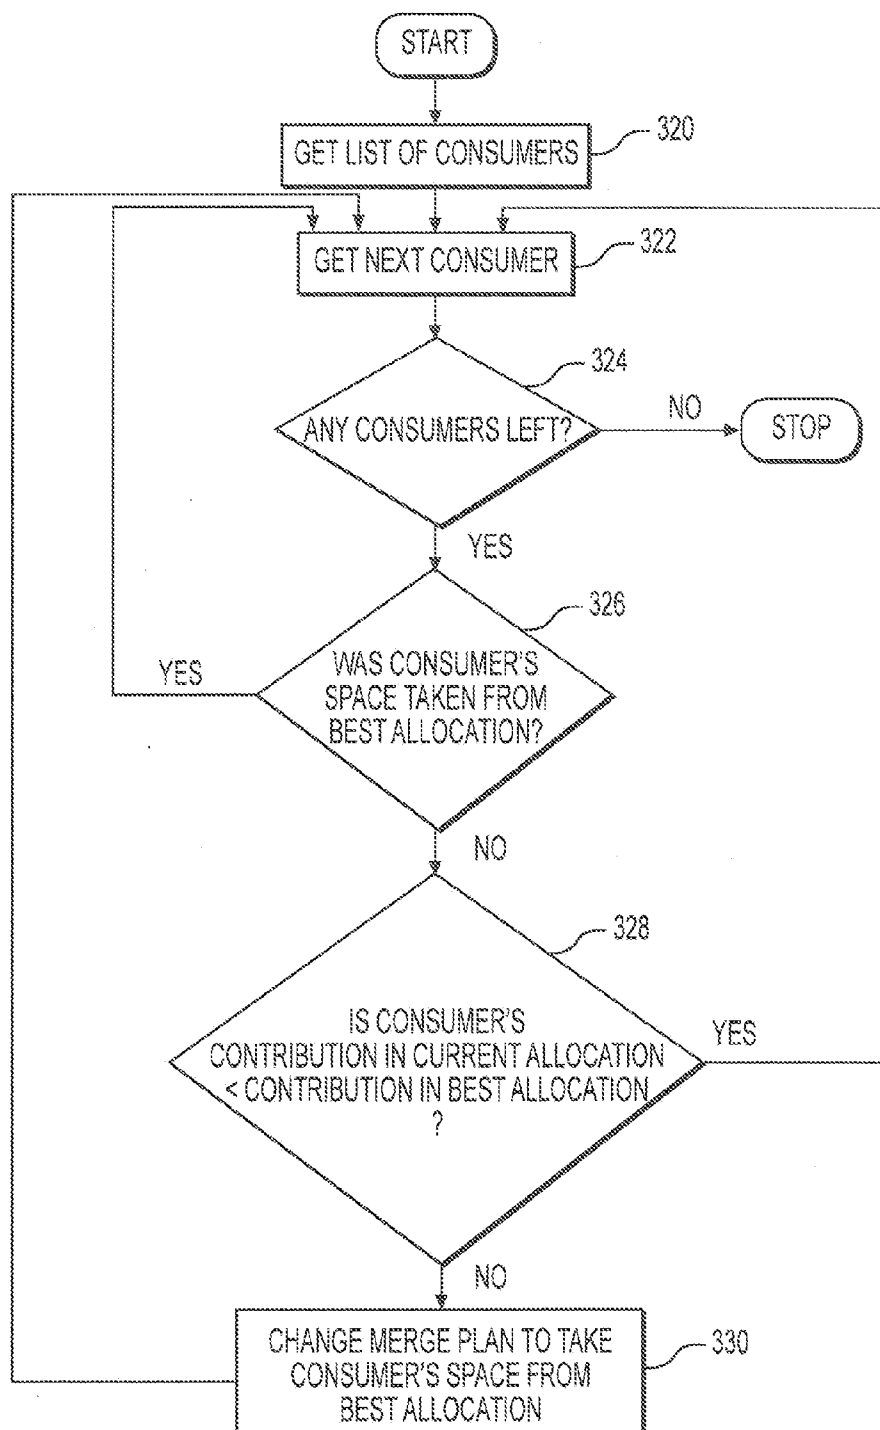 START
GET LIST OF CONSUMERS
320
GET NEXT CONSUMER
322
324
ANY CONSUMERS LEFT?
NO
STOP
YES
326
WAS CONSUMER'S
SPACE TAKEN FROM
BEST ALLOCATION?
YES
NO
328
IS CONSUMER'S
CONTRIBUTION IN CURRENT ALLOCATION
< CONTRIBUTION IN BEST ALLOCATION
?
YES
NO
CHANGE MERGE PLAN TO TAKE
CONSUMER'S SPACE FROM
BEST ALLOCATION
330